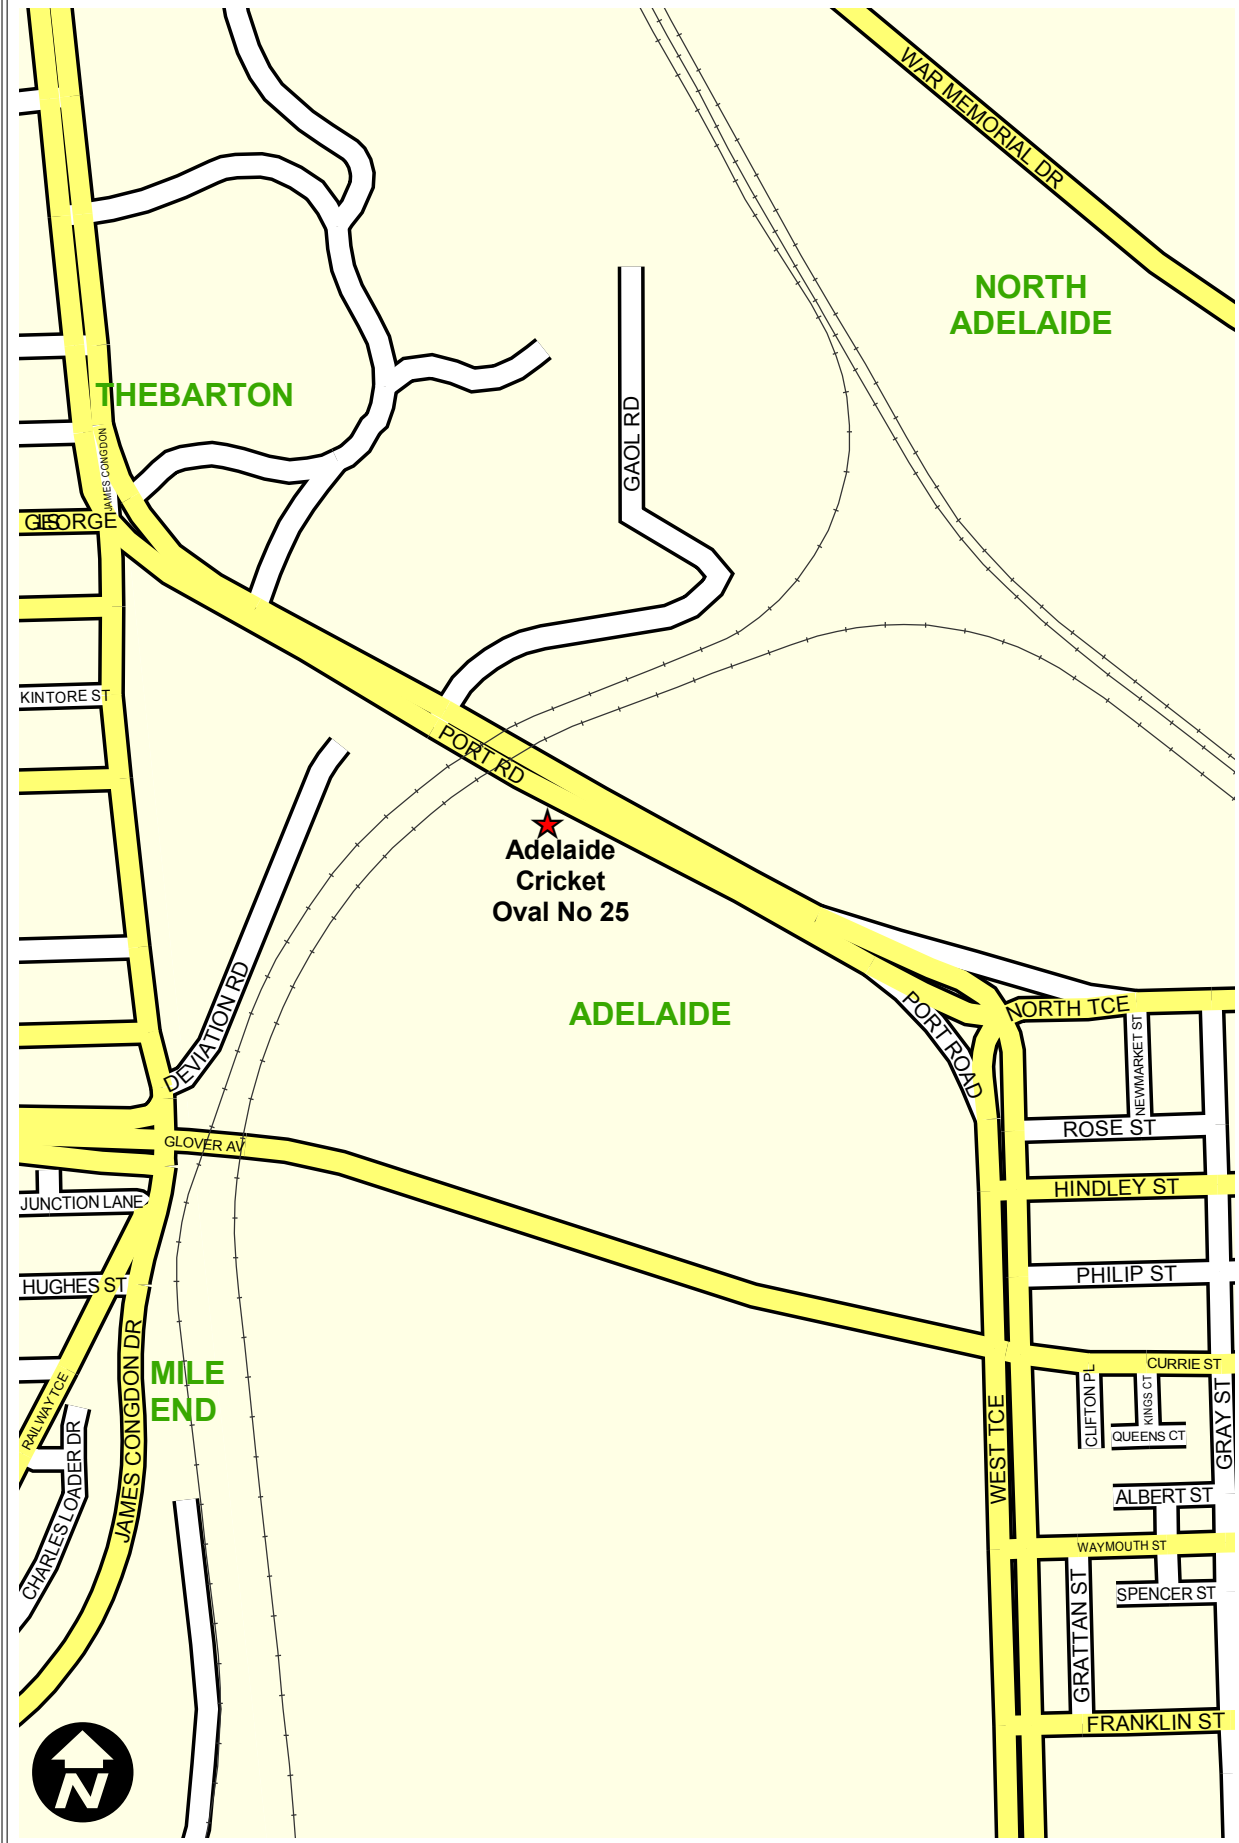 WAR MEMORIAL DR
NORTH
ADELAIDE
THEBARTON
GAOL RD
JAMES CONGDON
GEORGE
KINTORE ST
PORT RD
Adelaide
Cricket
Oval No 25
DEVIATION RD
ADELAIDE
PORT ROAD
NORTH TCE
NEWMARKET ST
ROSE ST
GLOVER AV
HINDLEY ST
JUNCTION LANE
PHILIP ST
HUGHES ST
JAMES CONGDON DR
MILE
END
CURRIE ST
RAILWAY TCE
CLIFTON PL
KINGS CT
GRAY ST
QUEENS CT
WEST TCE
CHARLES LOADER DR
ALBERT ST
WAYMOUTH ST
SPENCER ST
GRATTAN ST
FRANKLIN ST
N